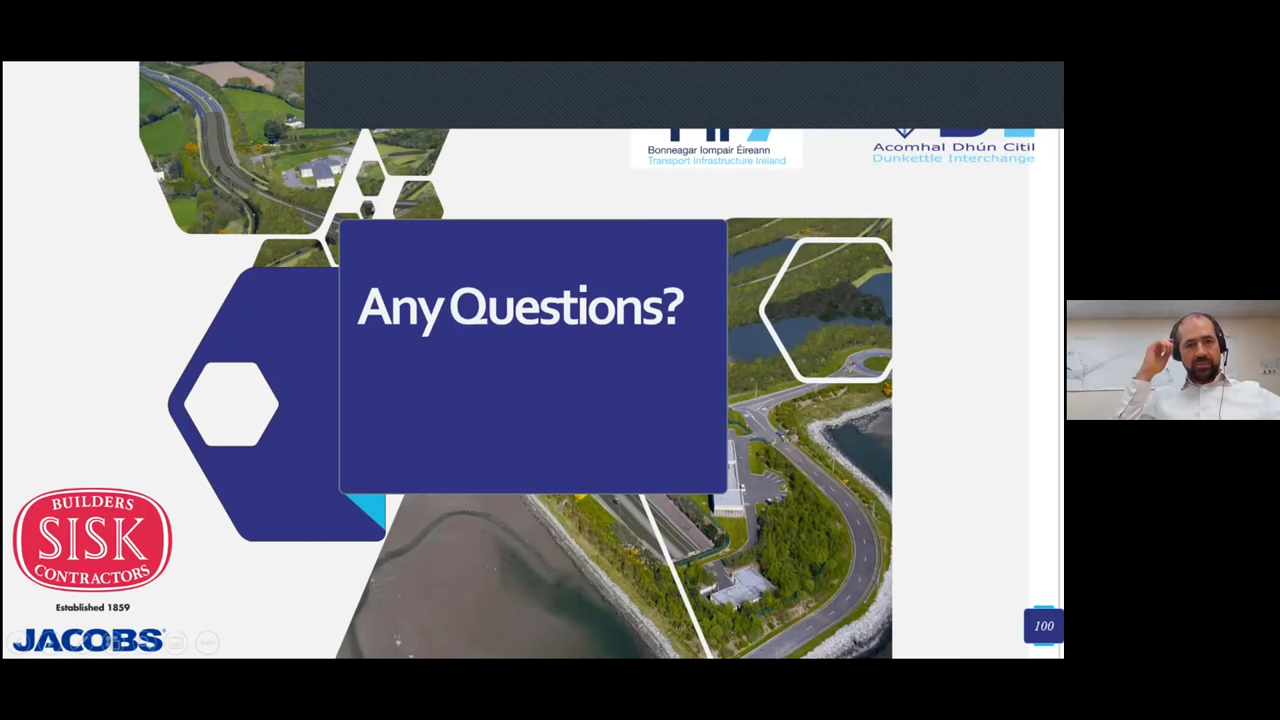 Bonneagar Iompair Éireann
Transport Infrastructure Ireland
Acomhal Dhún Citil
Dunkettle Interchange
Any Questions?
BUILDERS
SISK
CONTRACTORS
Established 1859
JACOBS
100